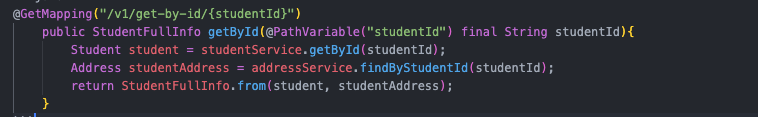 @GetMapping("/v1/get-by-id/{studentId}")
    public StudentFullInfo getById(@PathVariable("studentId") final String studentId){
        Student student = studentService.getById(studentId);
        Address studentAddress = addressService.findByStudentId(studentId);
        return StudentFullInfo.from(student, studentAddress);
    }